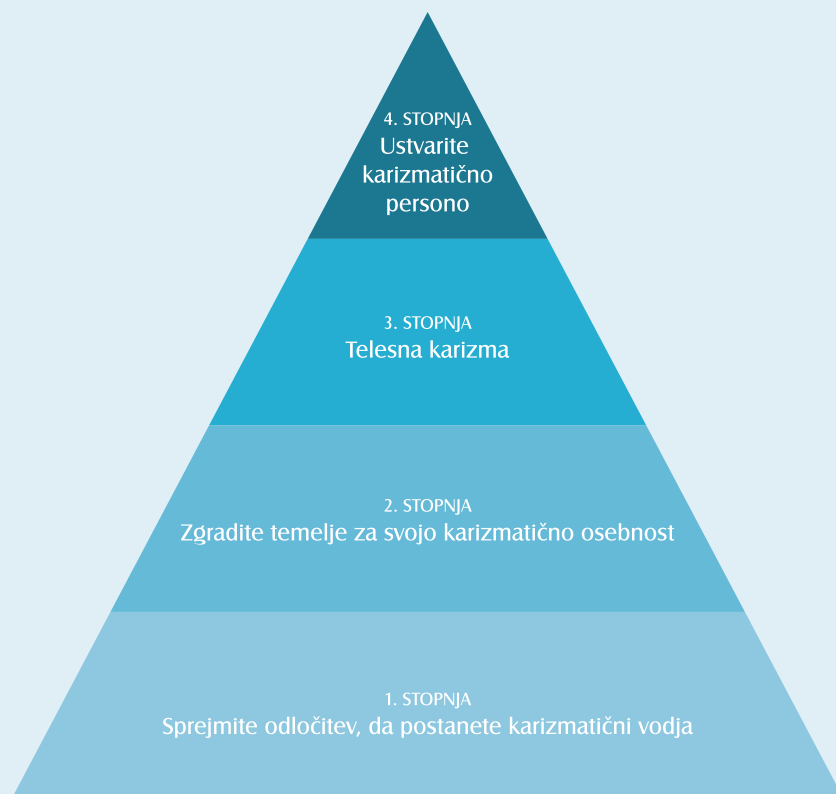 4. STOPNJA
Ustvarite
karizmatično
persono
3. STOPNJA
Telesna karizma
2. STOPNJA
Zgradite temelje za svojo karizmatično osebnost
1. STOPNJA
Sprejmite odločitev, da postanete karizmatični vodja